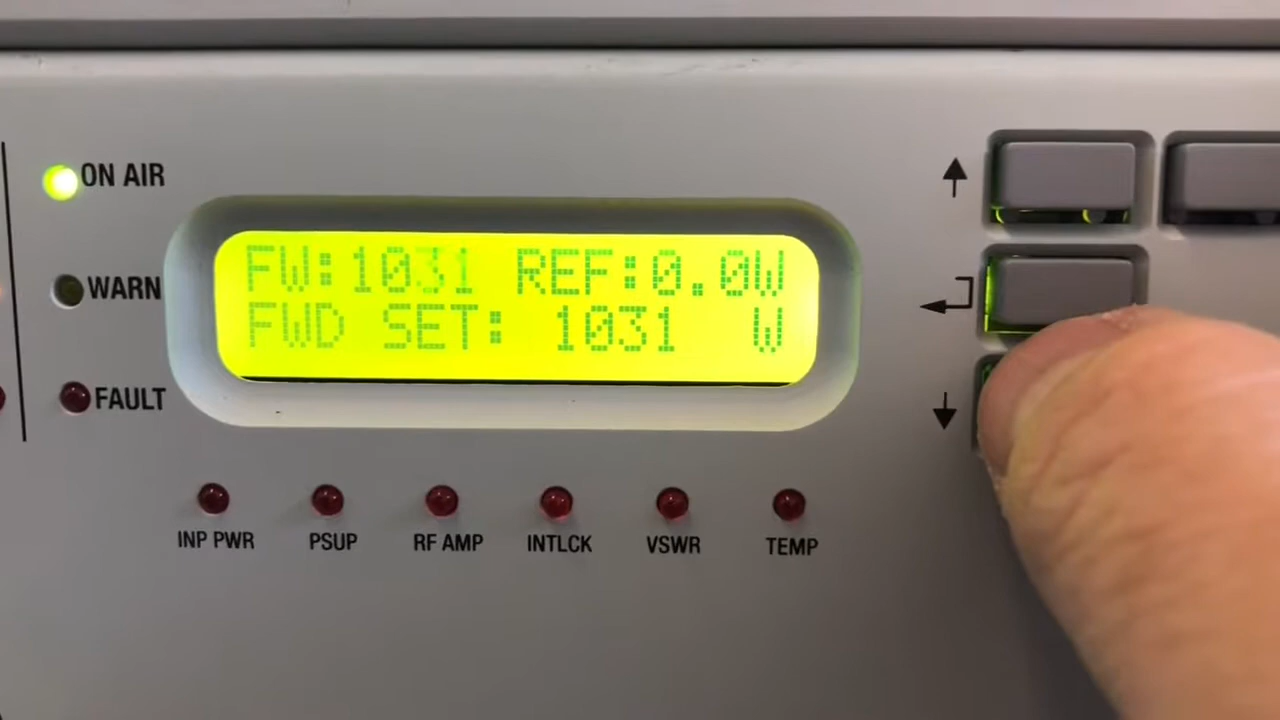 ON AIR
WARN
FAULT
FW:1031 REF:0.0W
FWD SET: 1031 W
INP PWR
PSUP
RF AMP
INTLCK
VSWR
TEMP